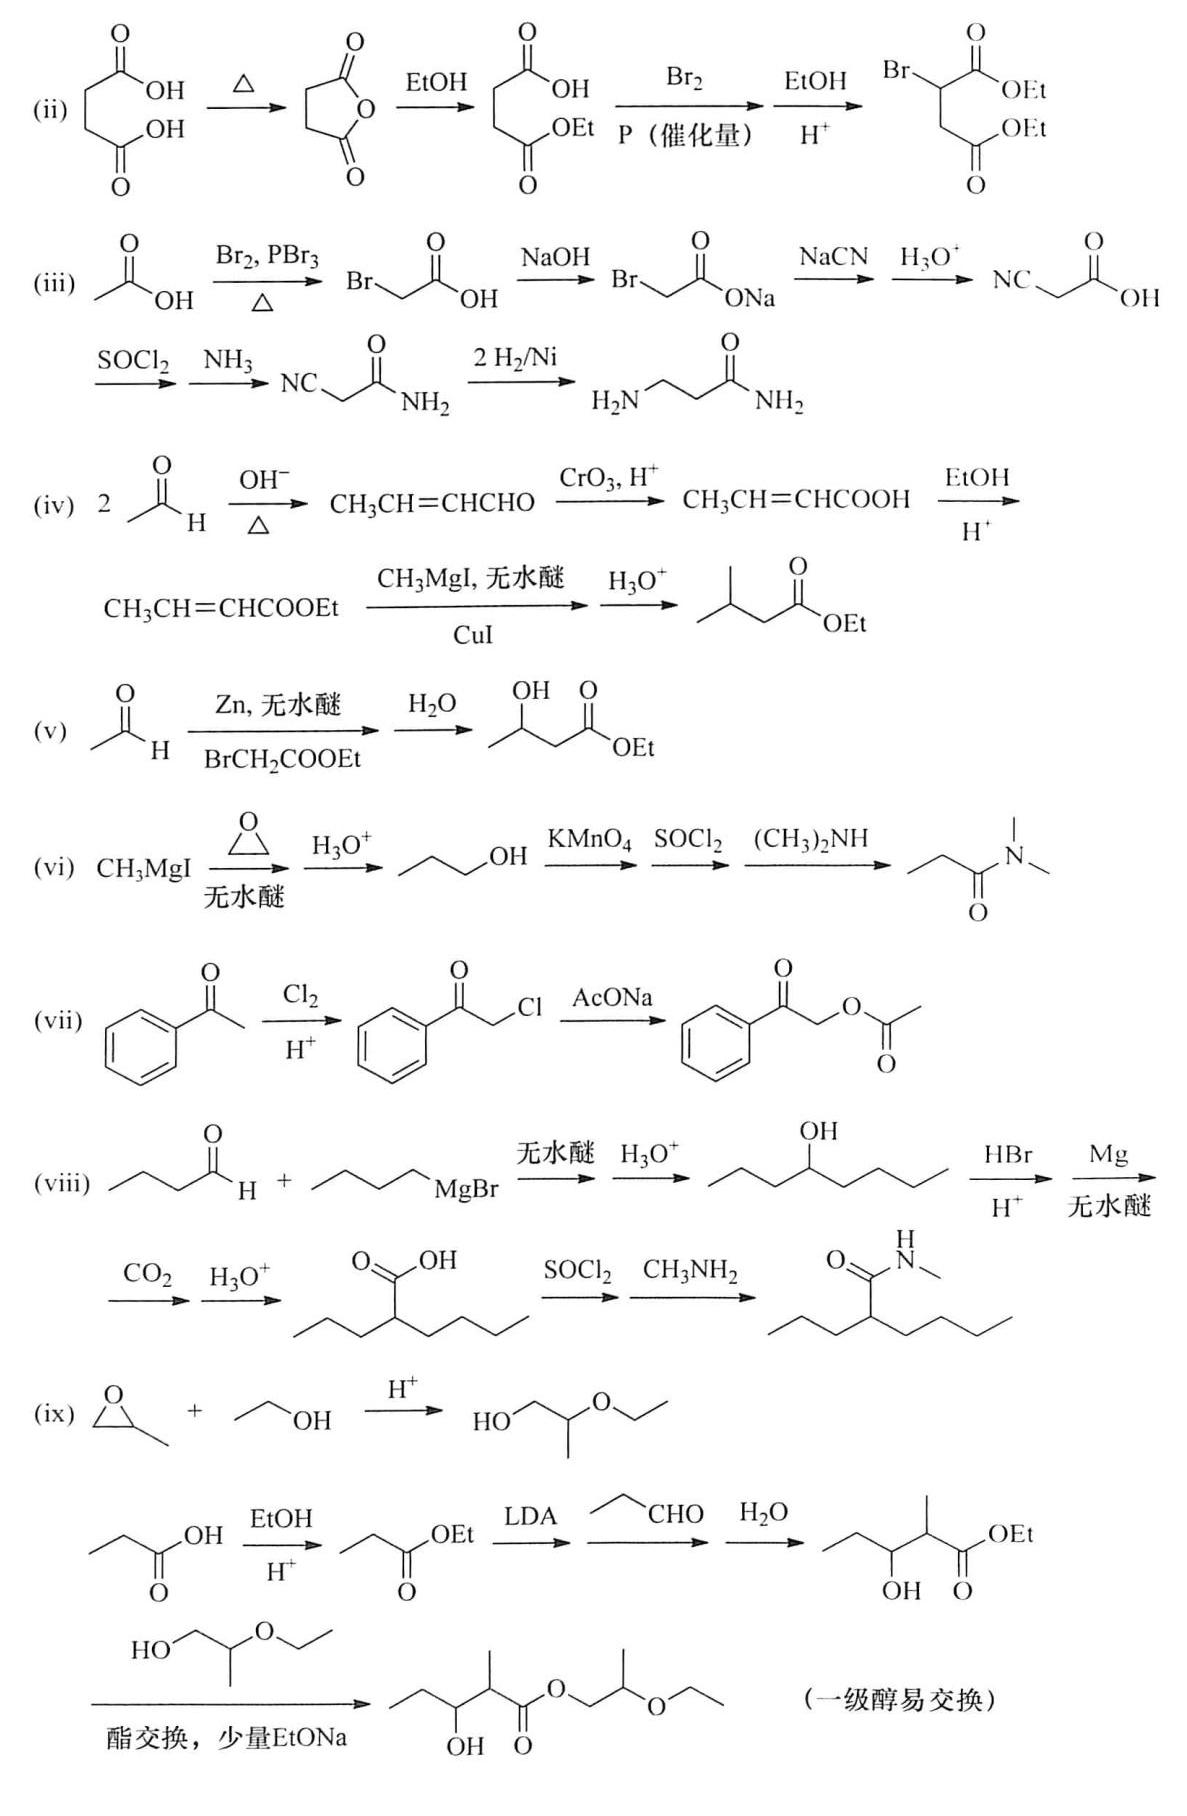 (ii) O OH OH O △ O O O EtOH O OH OEt O Br₂ P（催化量） EtOH H⁺ Br O OEt OEt O
(iii) O OH Br₂, PBr₃ △ Br O OH NaOH Br O ONa NaCN H₃O⁺ NC O OH
SOCl₂ NH₃ NC O NH₂ 2 H₂/Ni H₂N O NH₂
(iv) 2 O H OH⁻ △ CH₃CH=CHCHO CrO₃, H⁺ CH₃CH=CHCOOH EtOH H⁺
CH₃CH=CHCOOEt CH₃MgI, 无水醚 CuI H₃O⁺ O OEt
(v) O H Zn, 无水醚 BrCH₂COOEt H₂O OH O OEt
(vi) CH₃MgI O 无水醚 H₃O⁺ OH KMnO₄ SOCl₂ (CH₃)₂NH N O
(vii) O Cl₂ H⁺ O Cl AcONa O O O
(viii) O H + MgBr 无水醚 H₃O⁺ OH HBr H⁺ Mg 无水醚
CO₂ H₃O⁺ O OH SOCl₂ CH₃NH₂ O H N
(ix) O + OH H⁺ HO O
OH O EtOH H⁺ OEt O LDA CHO H₂O OH O OEt
HO O 酯交换，少量EtONa OH O O O （一级醇易交换）